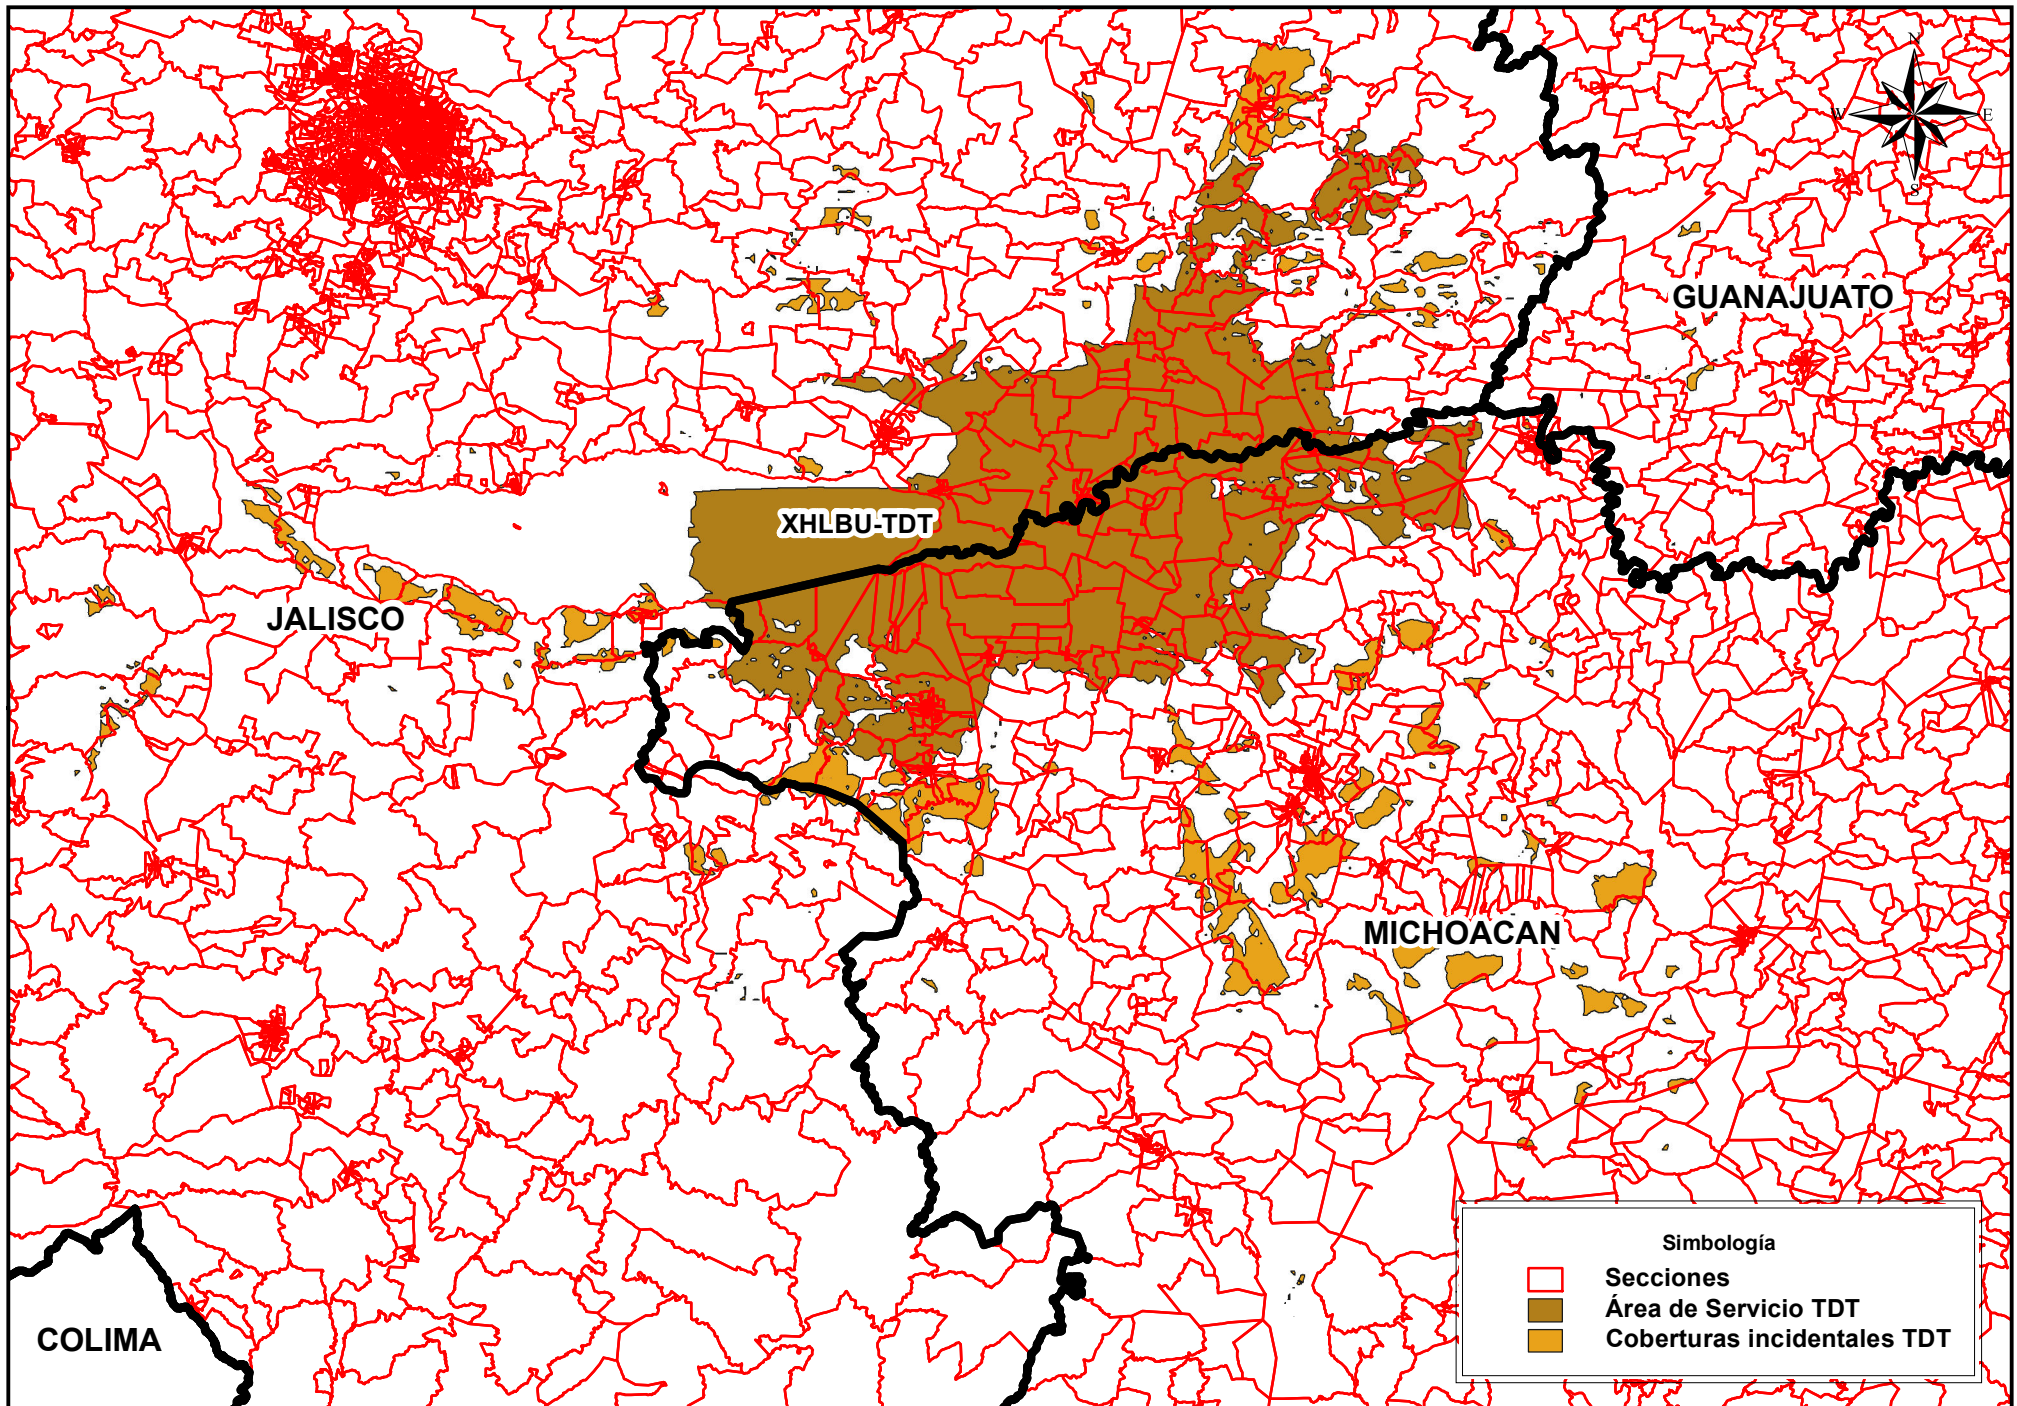 N
W
E
S
GUANAJUATO
XHLBU-TDT
JALISCO
MICHOACAN
COLIMA
Simbología
Secciones
Área de Servicio TDT
Coberturas incidentales TDT